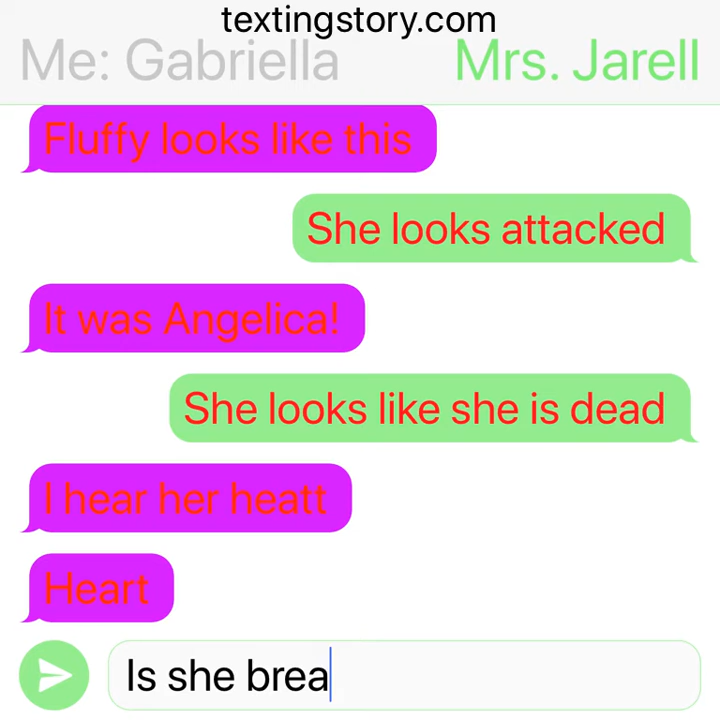 textingstory.com
Me: Gabriella Mrs. Jarell
Fluffy looks like this
She looks attacked
It was Angelica!
She looks like she is dead
I hear her heatt
Heart
Is she brea